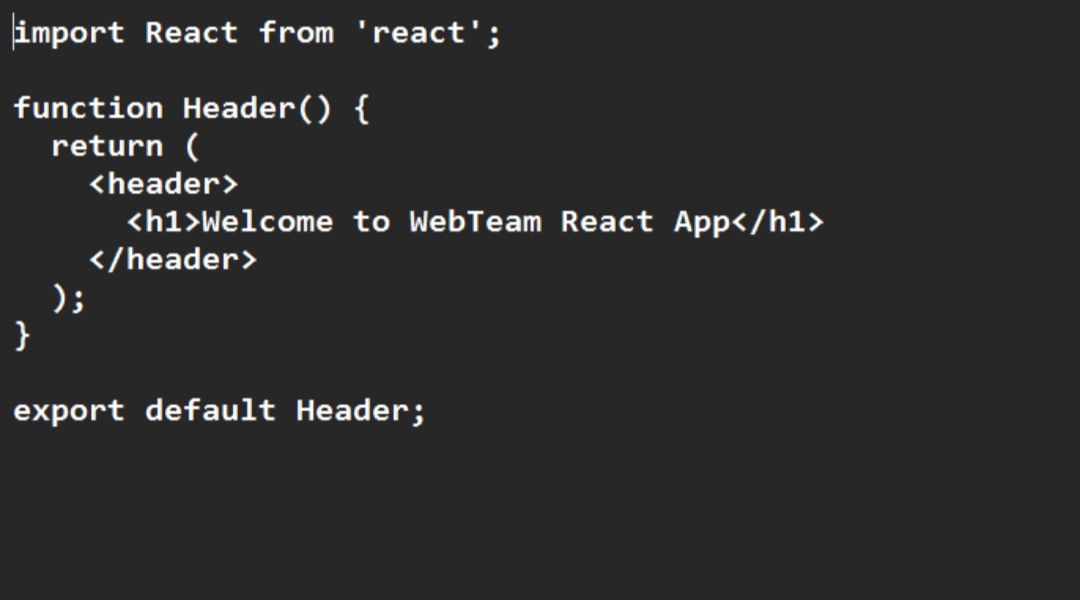 import React from 'react';

function Header() {
  return (
    <header>
      <h1>Welcome to WebTeam React App</h1>
    </header>
  );
}

export default Header;